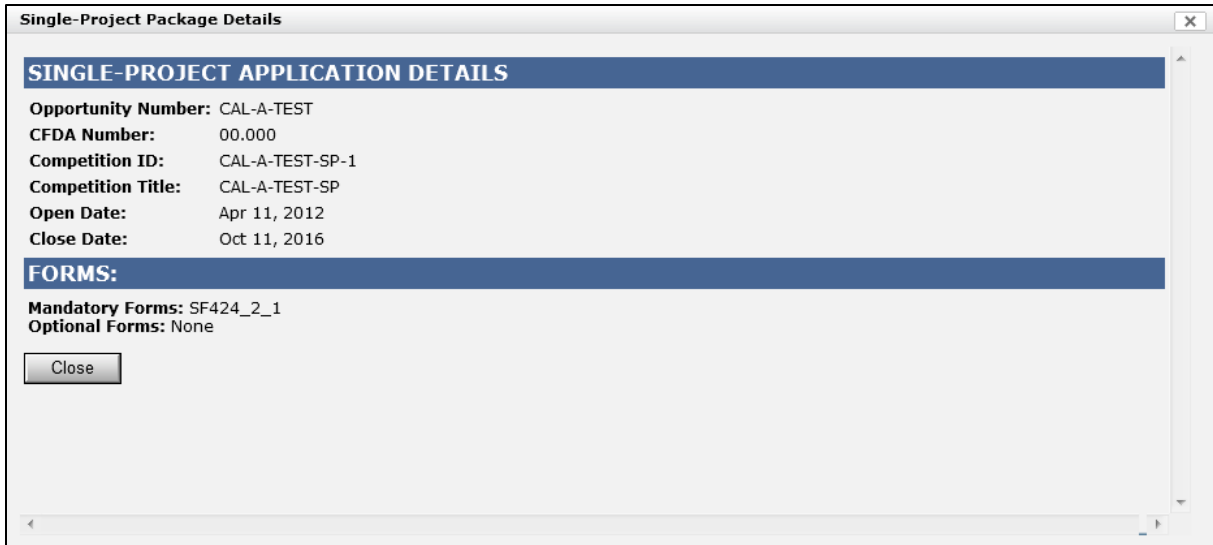 Single-Project Package Details
SINGLE-PROJECT APPLICATION DETAILS
Opportunity Number: CAL-A-TEST
CFDA Number: 00.000
Competition ID: CAL-A-TEST-SP-1
Competition Title: CAL-A-TEST-SP
Open Date: Apr 11, 2012
Close Date: Oct 11, 2016
FORMS:
Mandatory Forms: SF424_2_1
Optional Forms: None
Close